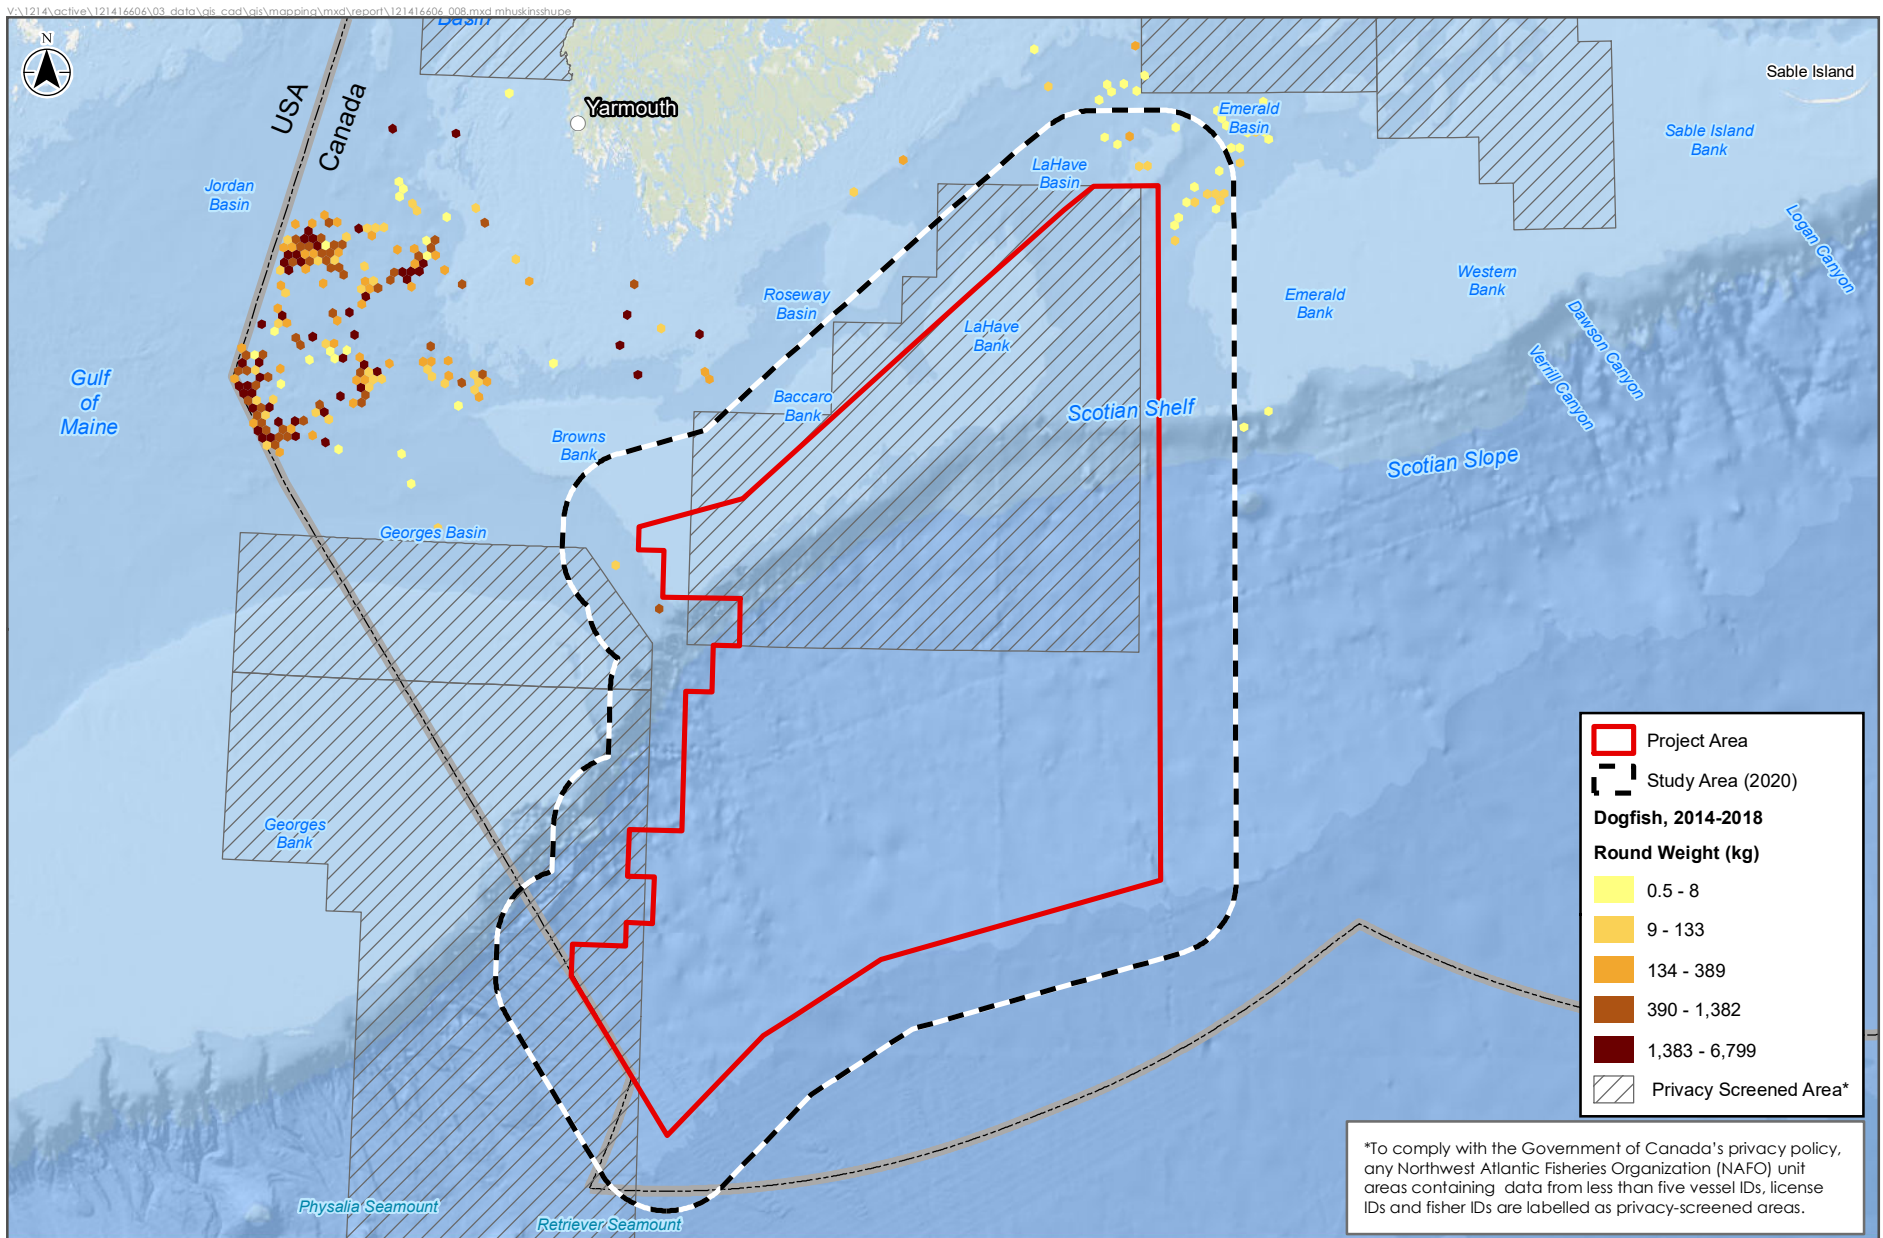 V:\1214\active\121416606\03_data\gis_cad\gis\mapping\mxd\report\121416606_008.mxd mhuskinsshupe
Basin
N
USA
Canada
Yarmouth
Sable Island
Emerald
Basin
Sable Island
Bank
Jordan
Basin
LaHave
Basin
Logan Canyon
Roseway
Basin
LaHave
Bank
Emerald
Bank
Western
Bank
Dawson Canyon
Verrill Canyon
Gulf
of
Maine
Baccaro
Bank
Scotian Shelf
Browns
Bank
Scotian Slope
Georges Basin
Georges
Bank
Physalia Seamount
Retriever Seamount
Project Area
Study Area (2020)
Dogfish, 2014-2018
Round Weight (kg)
0.5 - 8
9 - 133
134 - 389
390 - 1,382
1,383 - 6,799
Privacy Screened Area*
*To comply with the Government of Canada's privacy policy,
any Northwest Atlantic Fisheries Organization (NAFO) unit
areas containing data from less than five vessel IDs, license
IDs and fisher IDs are labelled as privacy-screened areas.